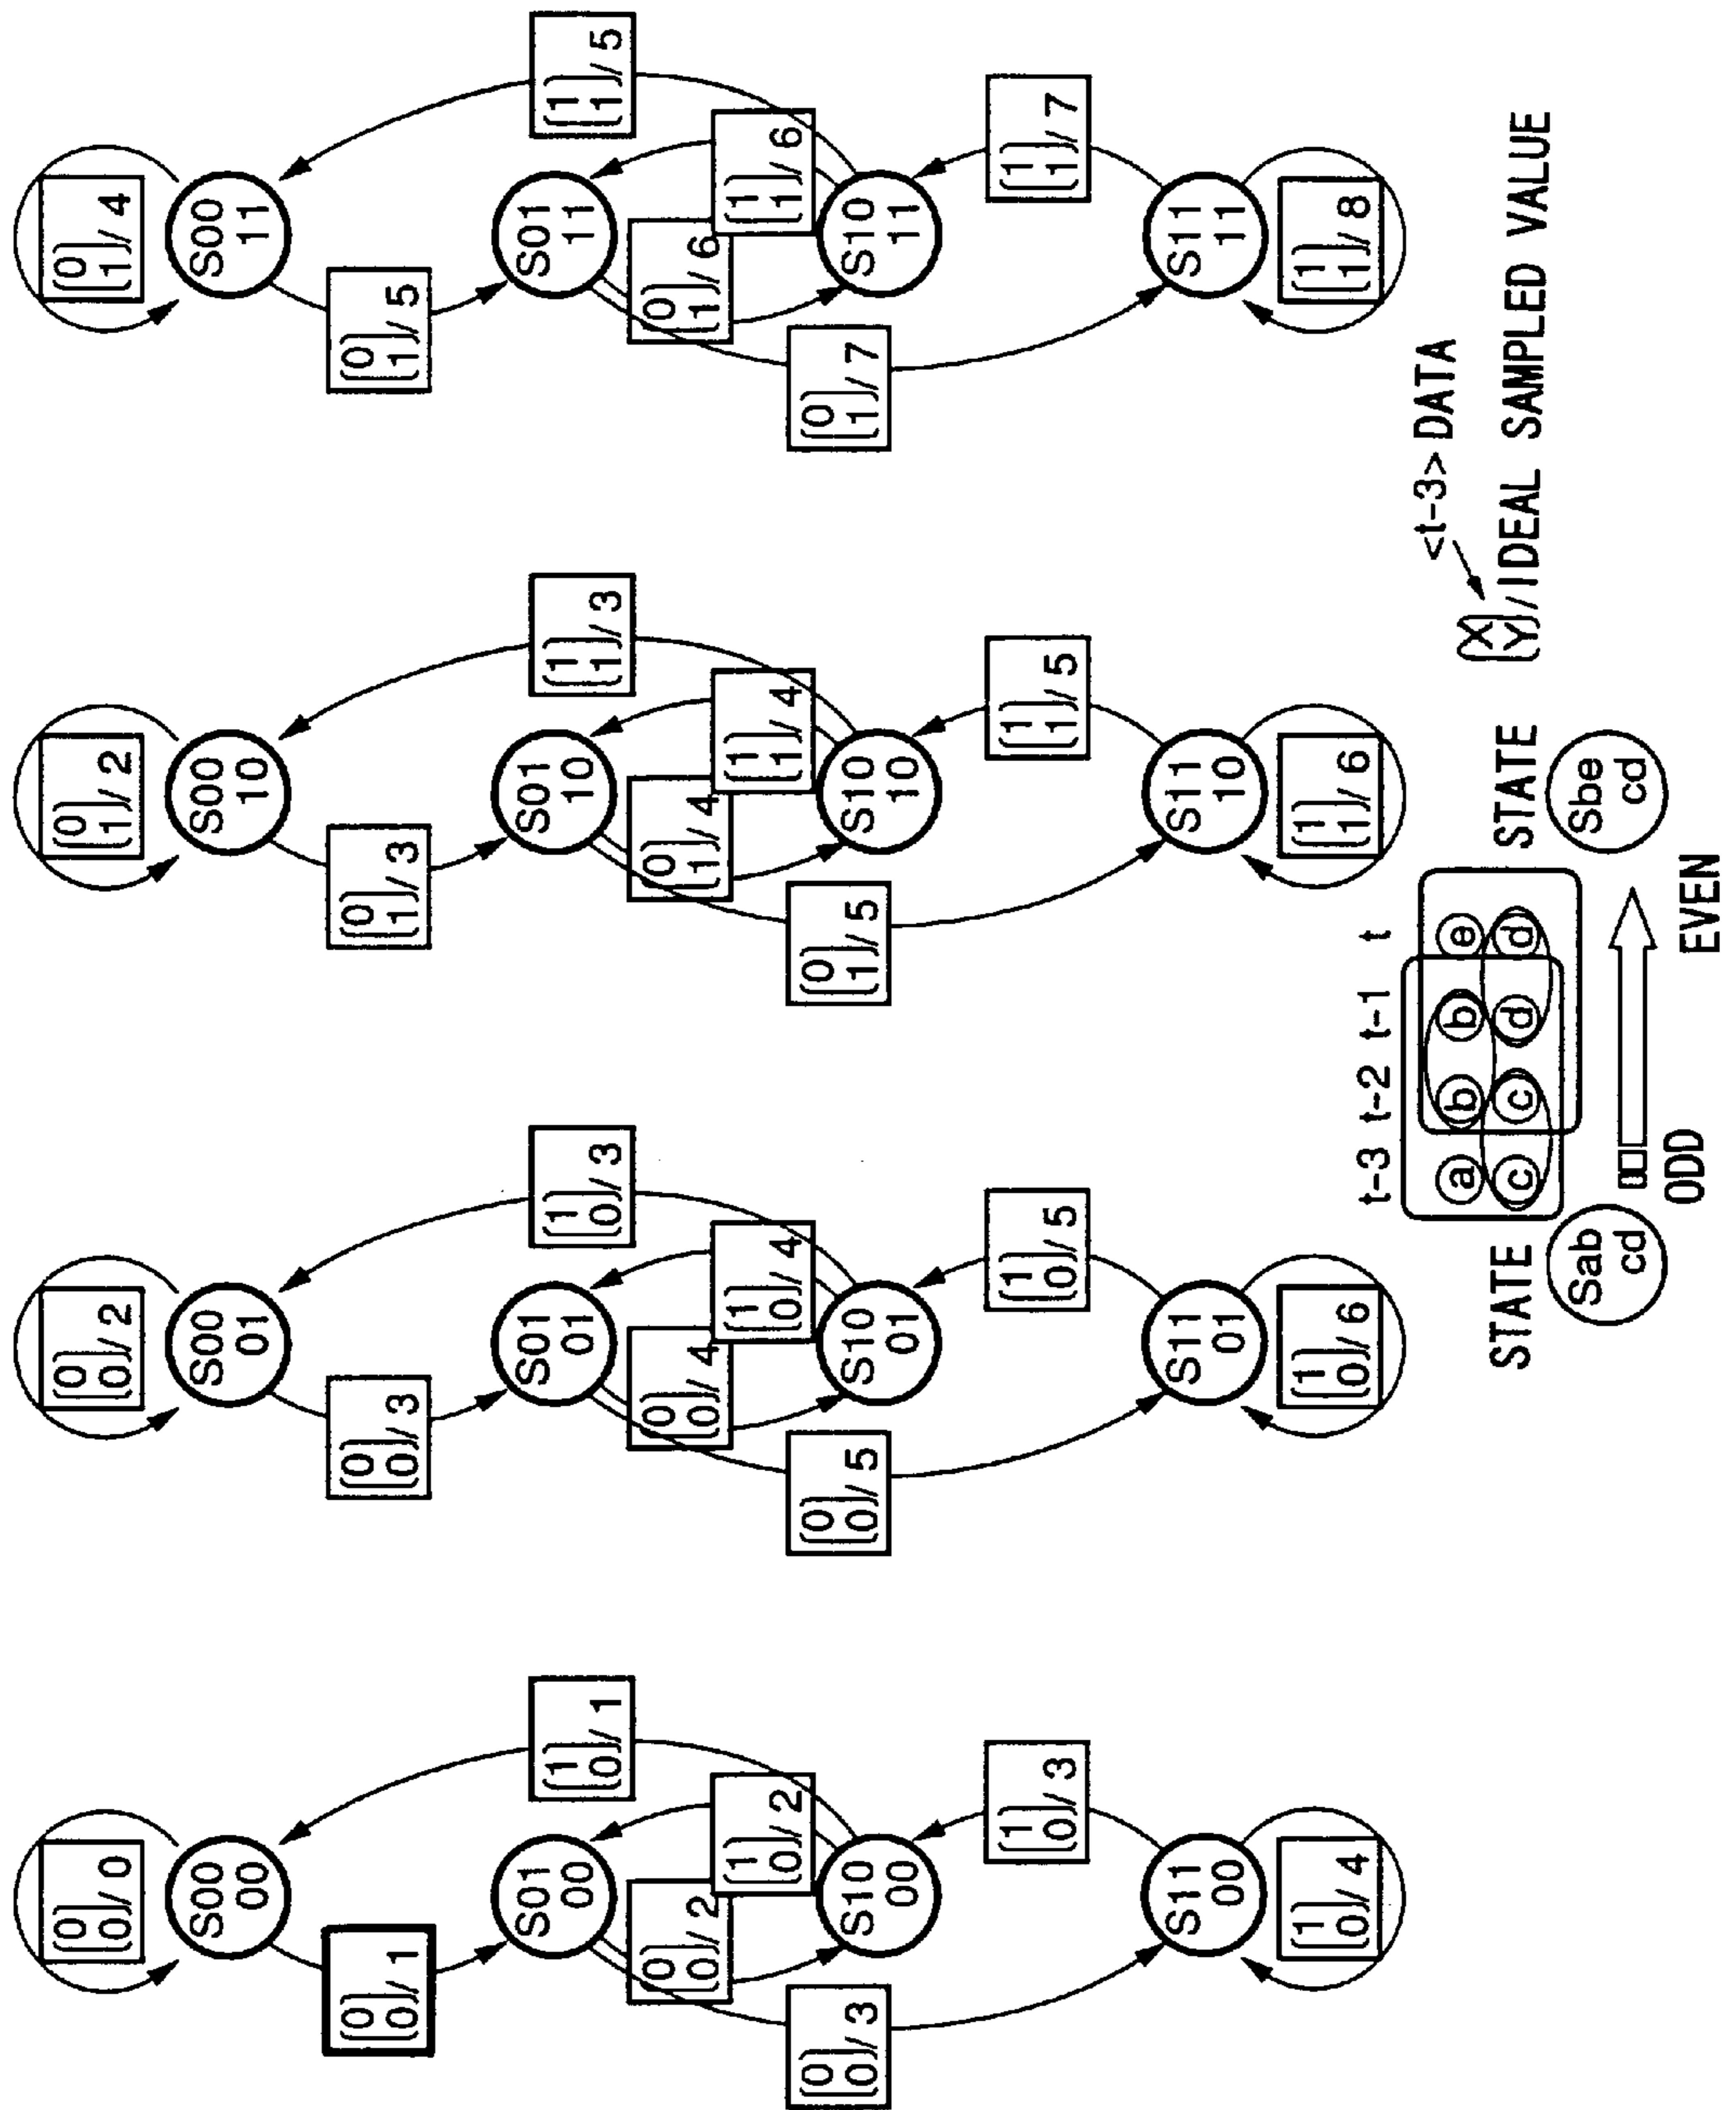 0
0/0
S00
00
0
0/1
S01
00
1
0/1
0
0/2
1
0/2
0
0/3
S10
00
1
0/3
S11
00
1
0/4
0
0/2
S00
01
0
0/3
S01
01
1
0/3
0
0/4
1
0/4
0
0/5
S10
01
1
0/5
S11
01
1
0/6
0
1/2
S00
10
0
1/3
S01
10
1
1/3
0
1/4
1
1/4
0
1/5
S10
10
1
1/5
S11
10
1
1/6
0
1/4
S00
11
0
1/5
S01
11
1
1/5
0
1/6
1
1/6
0
1/7
S10
11
1
1/7
S11
11
1
1/8
t-3 t-2 t-1 t
a b b e
c c d d
STATE
Sab
cd
ODD
EVEN
STATE
Sbe
cd
<t-3>DATA
X
Y/IDEAL SAMPLED VALUE